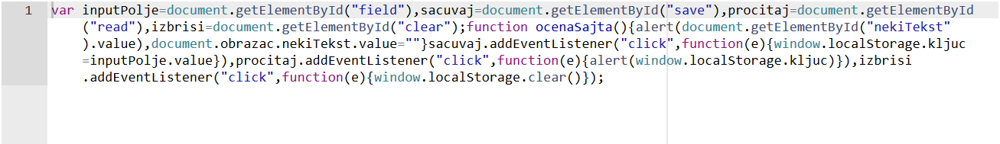 1 var inputPolje=document.getElementById("field"),sacuvaj=document.getElementById("save"),procitaj=document.getElementById
("read"),izbrisi=document.getElementById("clear");function ocenaSajta(){alert(document.getElementById("nekiTekst"
).value),document.obrazac.nekiTekst.value=""}sacuvaj.addEventListener("click",function(e){window.localStorage.kljuc
=inputPolje.value}),procitaj.addEventListener("click",function(e){alert(window.localStorage.kljuc)}),izbrisi
.addEventListener("click",function(e){window.localStorage.clear()});